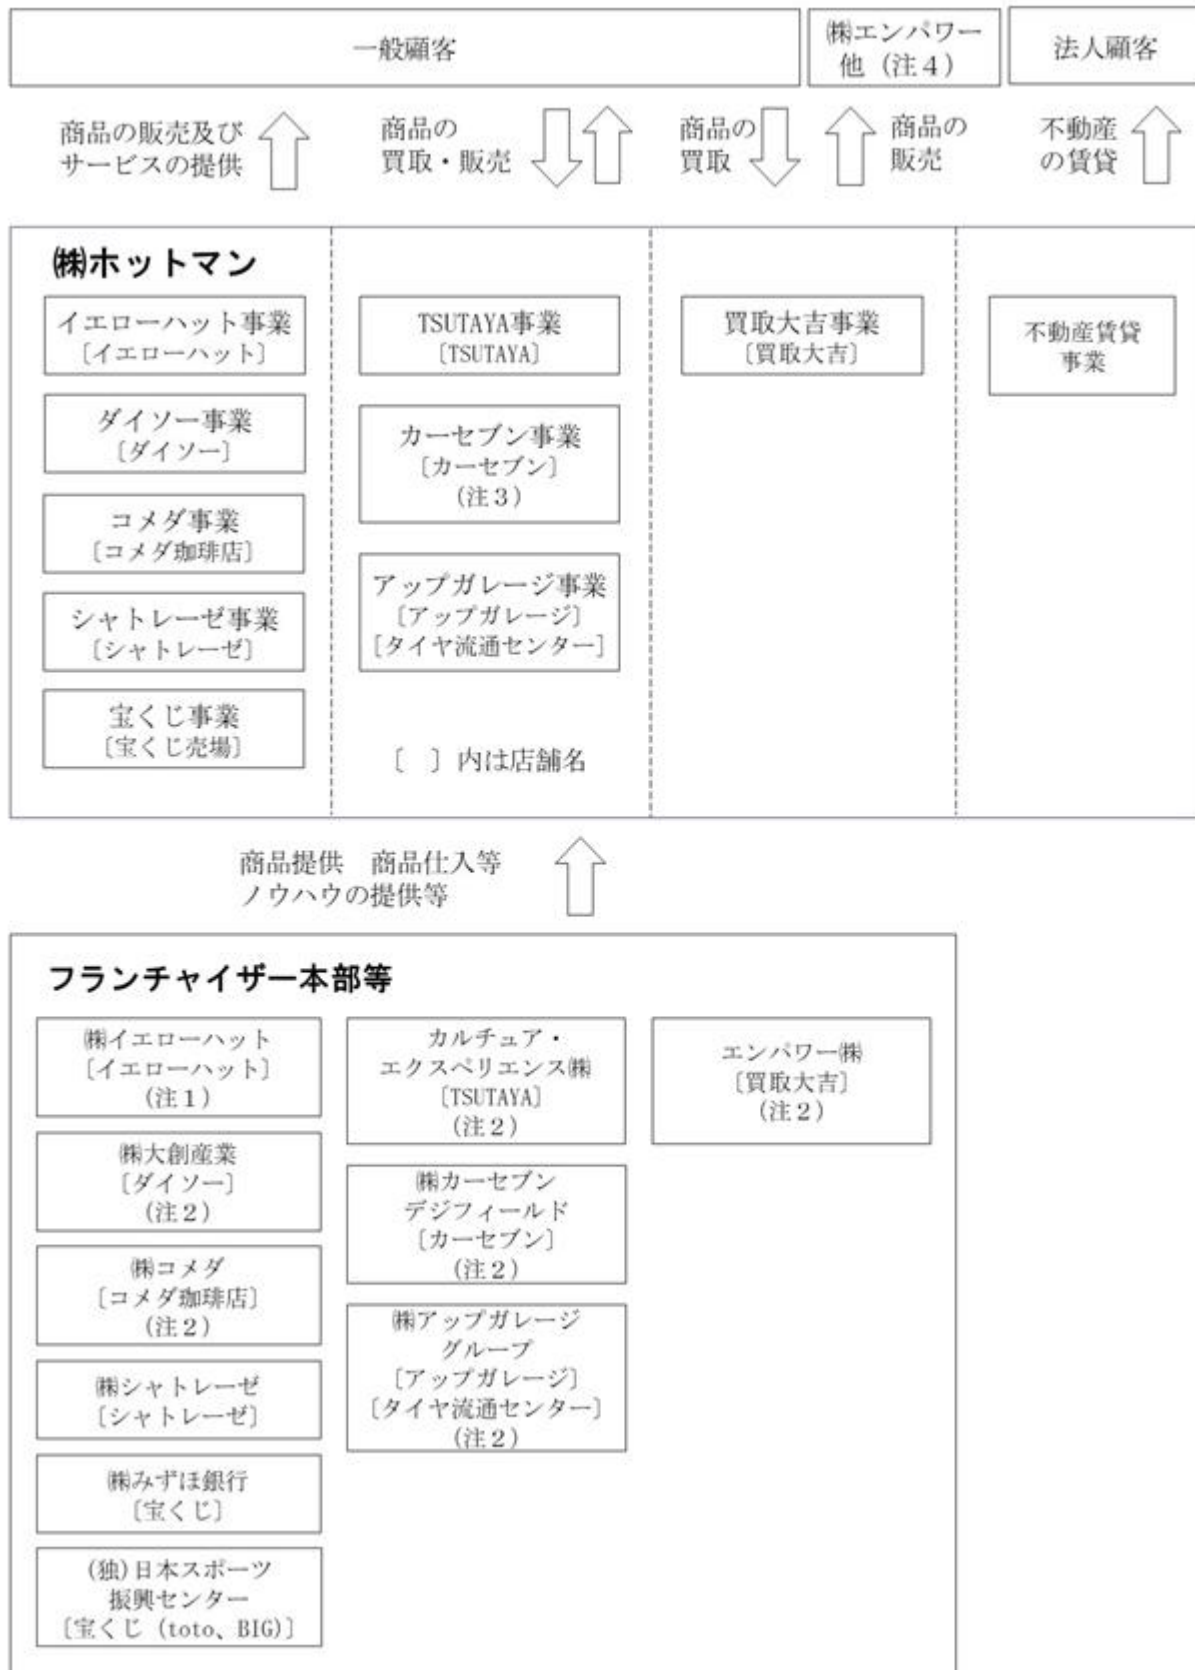 一般顧客
㈱エンパワー
他（注４）
法人顧客
商品の販売及び
サービスの提供
商品の
買取・販売
商品の
買取
商品の
販売
不動産
の賃貸
㈱ホットマン
イエローハット事業
〔イエローハット〕
ダイソー事業
〔ダイソー〕
コメダ事業
〔コメダ珈琲店〕
シャトレーゼ事業
〔シャトレーゼ〕
宝くじ事業
〔宝くじ売場〕
TSUTAYA事業
〔TSUTAYA〕
カーセブン事業
〔カーセブン〕
（注３）
アップガレージ事業
〔アップガレージ〕
〔タイヤ流通センター〕
〔　〕内は店舗名
買取大吉事業
〔買取大吉〕
不動産賃貸
事業
商品提供　商品仕入等
ノウハウの提供等
フランチャイザー本部等
㈱イエローハット
〔イエローハット〕
（注１）
㈱大創産業
〔ダイソー〕
（注２）
㈱コメダ
〔コメダ珈琲店〕
（注２）
㈱シャトレーゼ
〔シャトレーゼ〕
㈱みずほ銀行
〔宝くじ〕
(独)日本スポーツ
振興センター
〔宝くじ（toto、BIG)〕
カルチュア・
エクスペリエンス㈱
〔TSUTAYA〕
（注２）
㈱カーセブン
デジフィールド
〔カーセブン〕
（注２）
㈱アップガレージ
グループ
〔アップガレージ〕
〔タイヤ流通センター〕
（注２）
エンパワー㈱
〔買取大吉〕
（注２）